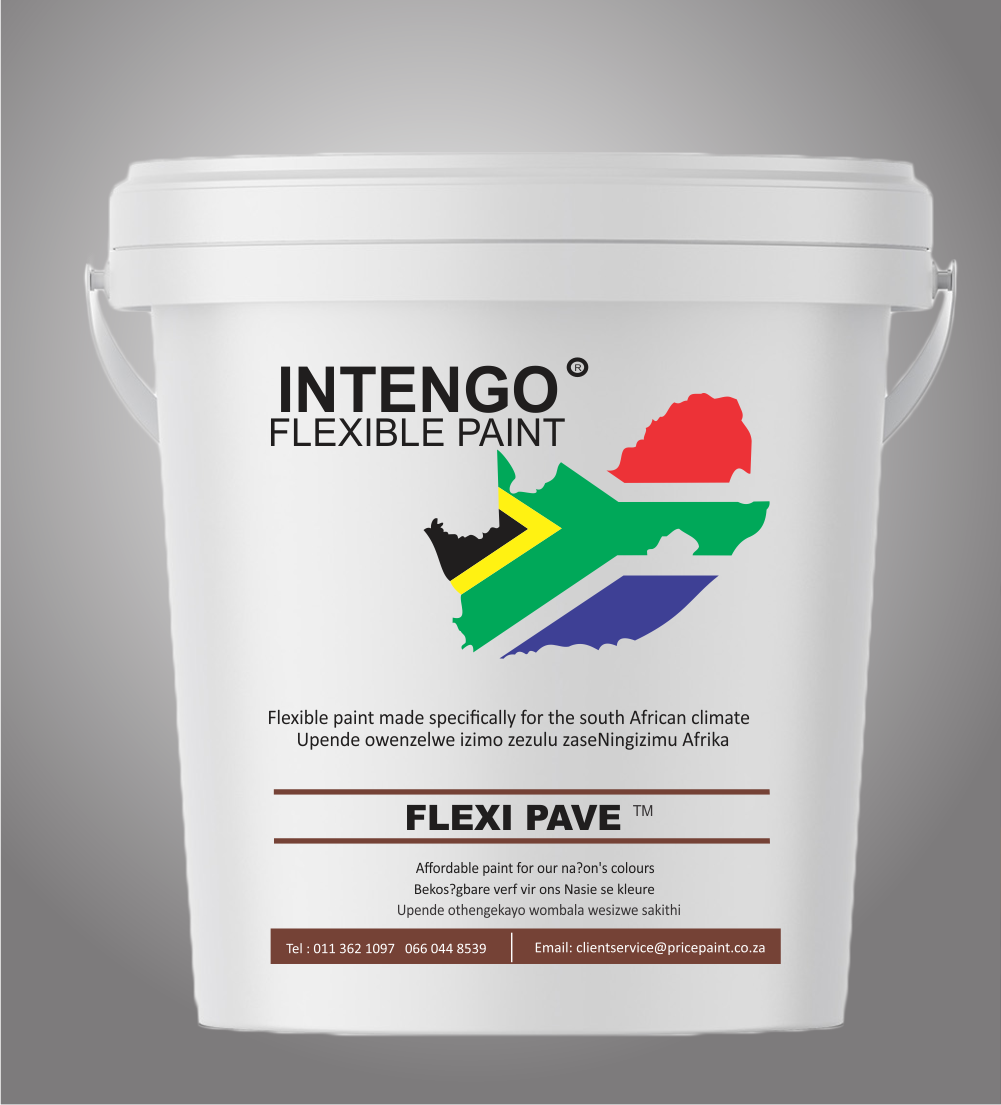 INTENGO ®
FLEXIBLE PAINT
Flexible paint made specifically for the south African climate
Upende owenzelwe izimo zezulu zaseNingizimu Afrika
FLEXI PAVE ™
Affordable paint for our na?on's colours
Bekos?gbare verf vir ons Nasie se kleure
Upende othengekayo wombala wesizwe sakithi
Tel : 011 362 1097 066 044 8539 Email: clientservice@pricepaint.co.za